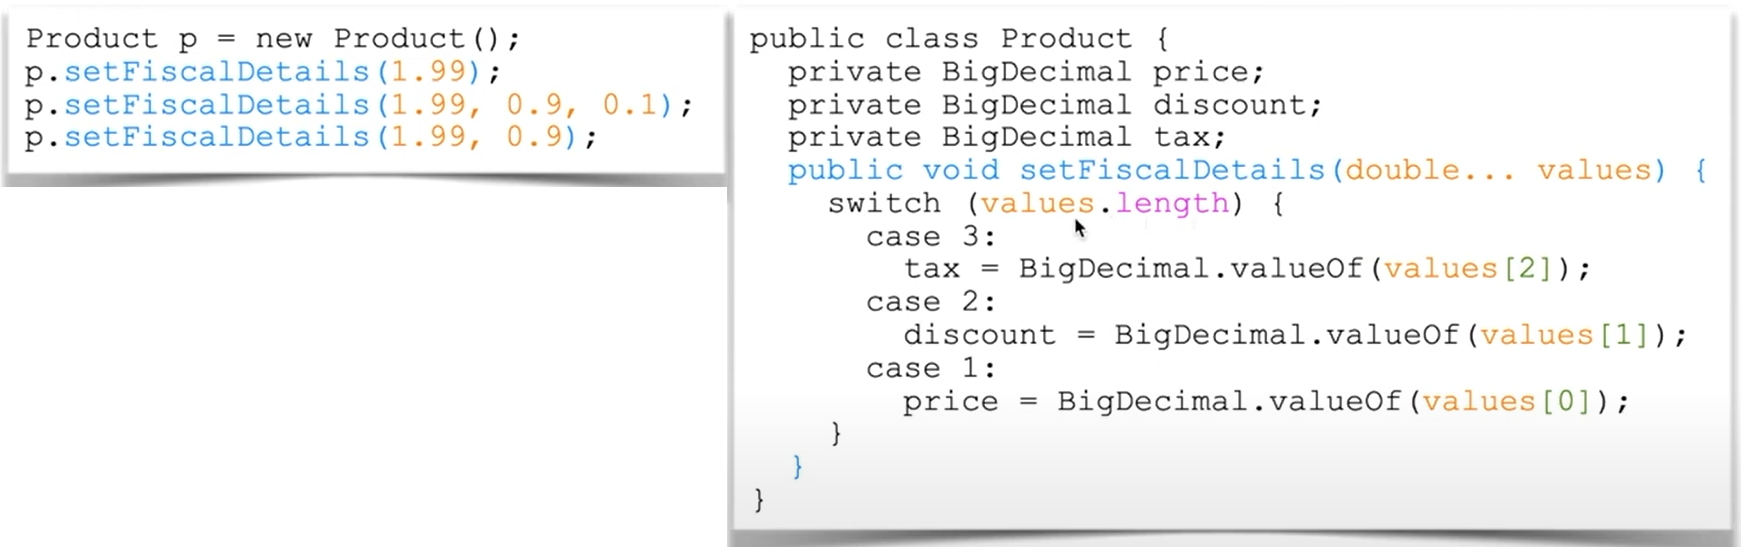 Product p = new Product();
p.setFiscalDetails(1.99);
p.setFiscalDetails(1.99, 0.9, 0.1);
p.setFiscalDetails(1.99, 0.9);
public class Product {
  private BigDecimal price;
  private BigDecimal discount;
  private BigDecimal tax;
  public void setFiscalDetails(double... values) {
    switch (values.length) {
      case 3:
        tax = BigDecimal.valueOf(values[2]);
      case 2:
        discount = BigDecimal.valueOf(values[1]);
      case 1:
        price = BigDecimal.valueOf(values[0]);
    }
  }
}